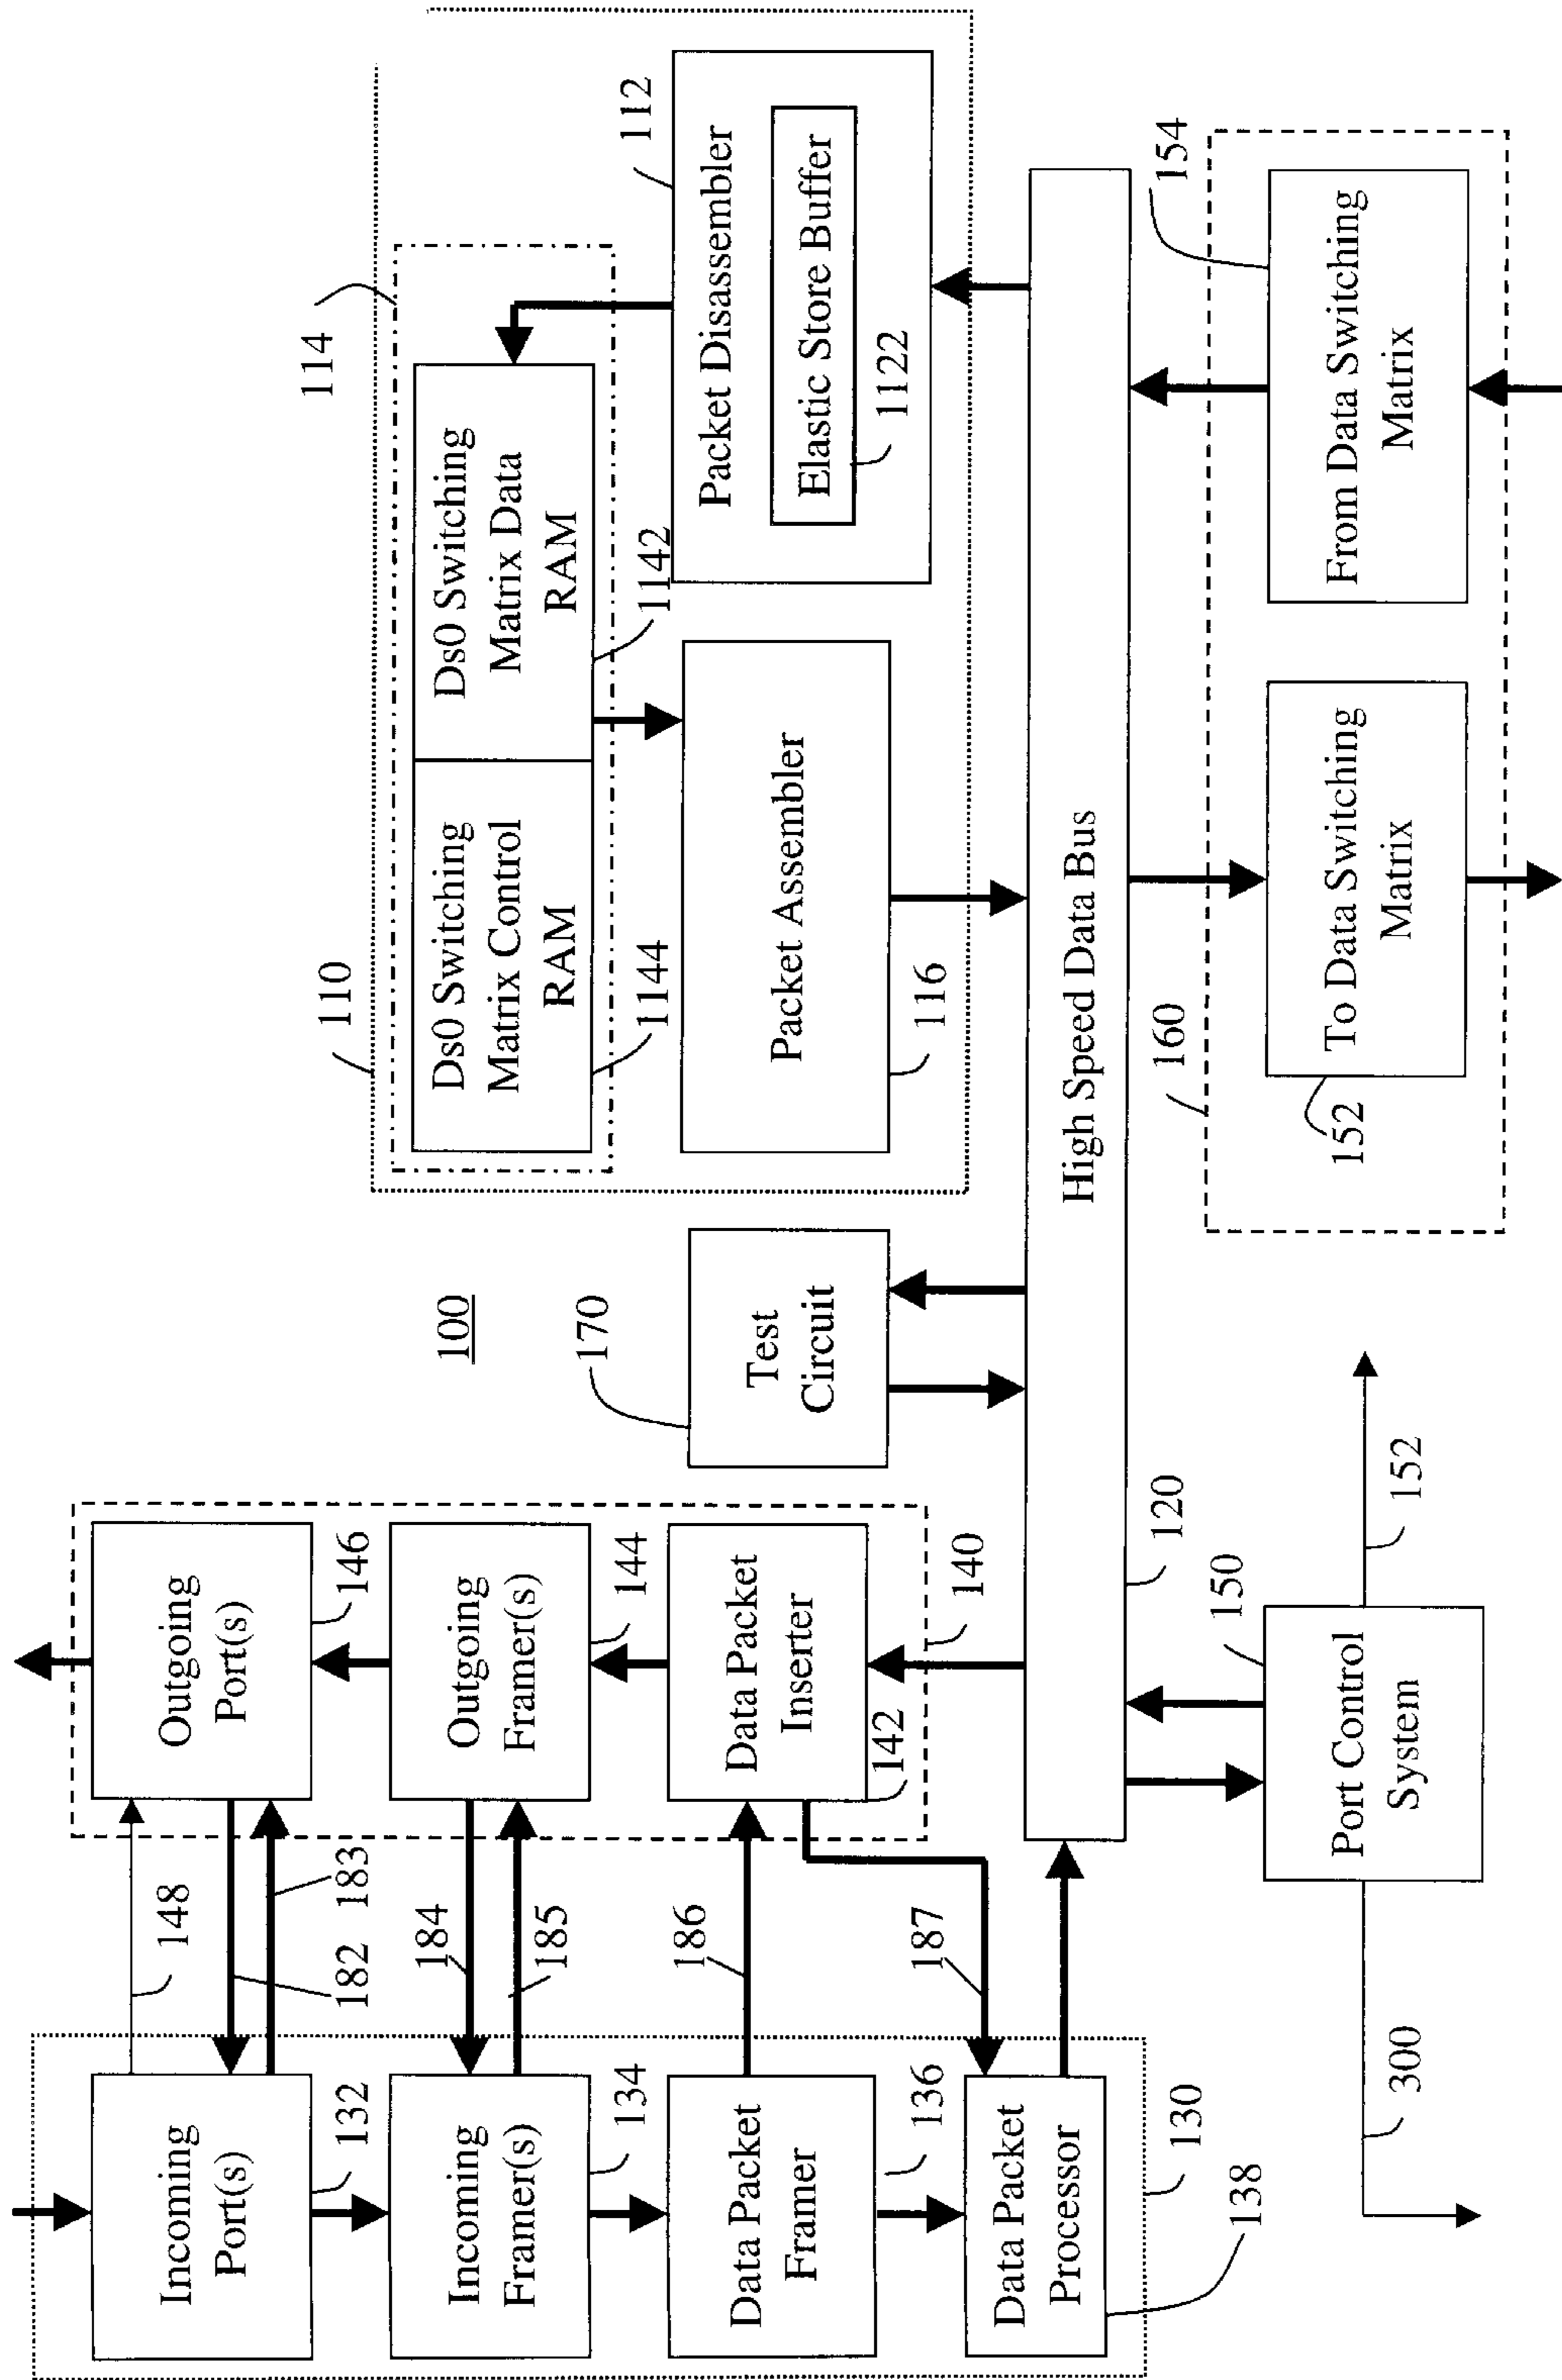 Incoming
Port(s)
132
Incoming
Framer(s)
134
Data Packet
Framer
136
Data Packet
Processor
138
130
148
182
183
184
185
186
187
Outgoing
Port(s)
146
Outgoing
Framer(s)
144
Data Packet
Inserter
142
140
100
170
Test
Circuit
110
114
Ds0 Switching
Matrix Control
RAM
1144
Ds0 Switching
Matrix Data
RAM
1142
Packet Assembler
116
112
Packet Disassembler
Elastic Store Buffer
1122
High Speed Data Bus
120
150
Port Control
System
152
300
160
To Data Switching
Matrix
152
From Data Switching
Matrix
154